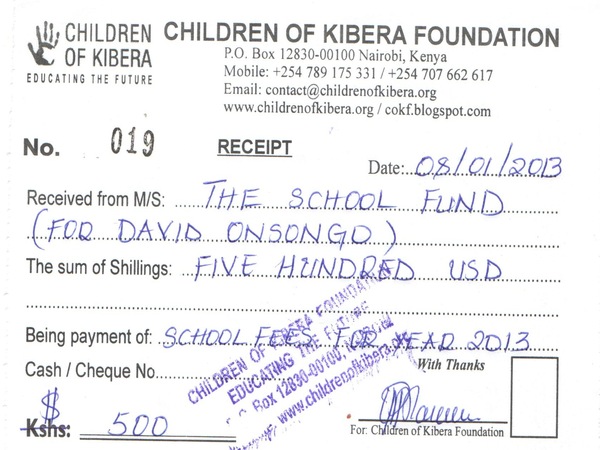 CHILDREN OF KIBERA
EDUCATING THE FUTURE
CHILDREN OF KIBERA FOUNDATION
P.O. Box 12830-00100 Nairobi, Kenya
Mobile: +254 789 175 331 / +254 707 662 617
Email: contact@childrenofkibera.org
www.childrenofkibera.org / cokf.blogspot.com
No. 019
RECEIPT
Date: 08/01/2013
Received from M/S: THE SCHOOL FUND
(FOR DAVID ONSONGO)
The sum of Shillings: FIVE HUNDRED USD
Being payment of: SCHOOL FEES FOR YEAR 2013
Cash / Cheque No.
With Thanks
$
Kshs: 500
For: Children of Kibera Foundation
CHILDREN OF KIBERA FOUNDATION
EDUCATING THE FUTURE
P.O. Box 12830-00100,
www.childrenofkibera.org